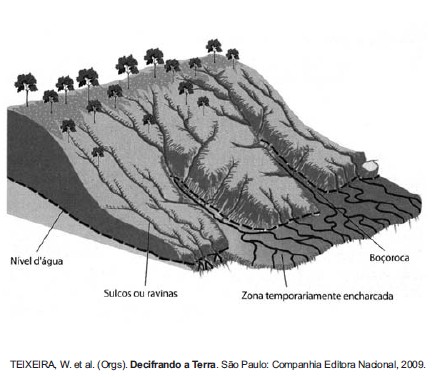 Nível d'água
Sulcos ou ravinas
Zona temporariamente encharcada
Boçoroca
TEIXEIRA, W. et al. (Orgs). Decifrando a Terra. São Paulo: Companhia Editora Nacional, 2009.